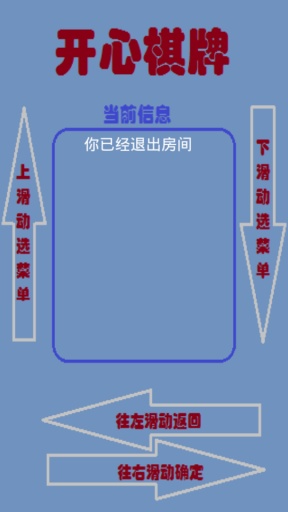 开心棋牌
当前信息
你已经退出房间
上滑动选菜单
下滑动选菜单
往左滑动返回
往右滑动确定